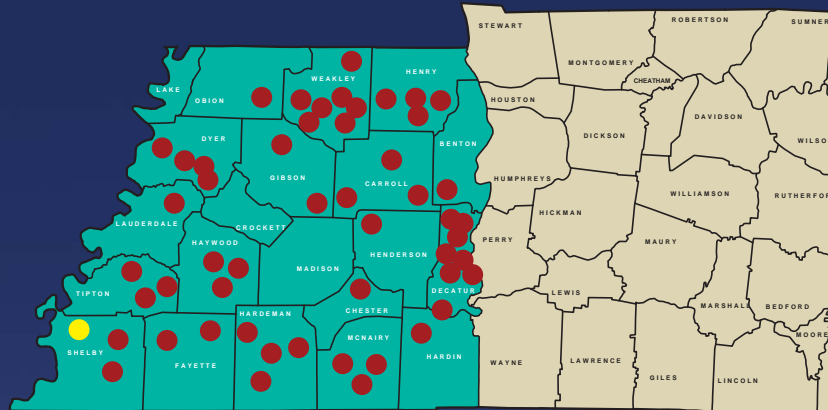 STEWART
ROBERTSON
SUMNER
MONTGOMERY
CHEATHAM
HENRY
WEAKLEY
LAKE
OBION
HOUSTON
DAVIDSON
DICKSON
WILSO
DYER
BENTON
GIBSON
CARROLL
HUMPHREYS
WILLIAMSON
RUTHERFOR
HICKMAN
LAUDERDALE
CROCKETT
HAYWOOD
PERRY
MAURY
HENDERSON
MADISON
TIPTON
DECATUR
LEWIS
MARSHALL
BEDFORD
CHESTER
HARDEMAN
MOORE
MCNAIRY
SHELBY
HARDIN
FAYETTE
WAYNE
LAWRENCE
GILES
LINCOLN